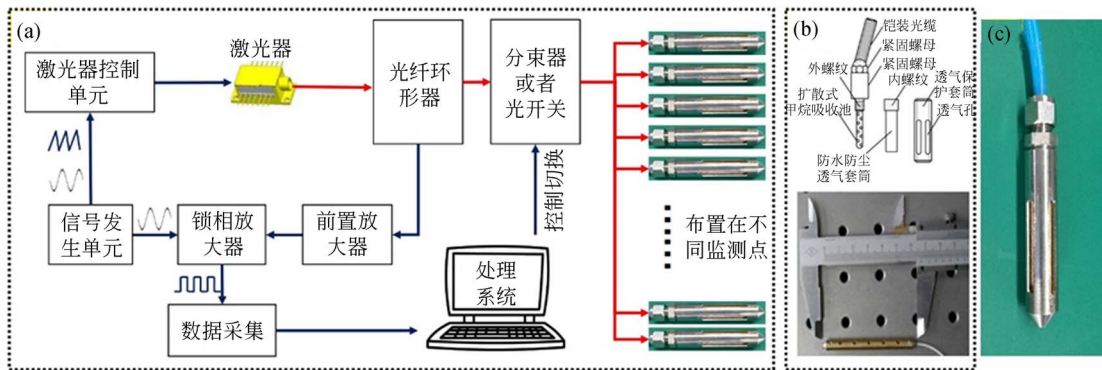 (a)
激光器控制
单元
激光器
光纤环
形器
分束器
或者
光开关
控制切换
信号发
生单元
锁相放
大器
前置放
大器
数据采集
处理
系统
布置在不
同监测点
(b)
铠装光缆
紧固螺母
外螺纹
紧固螺母
内螺纹
扩散式
甲烷吸收池
透气保
护套筒
透气孔
防水防尘
透气套筒
(c)